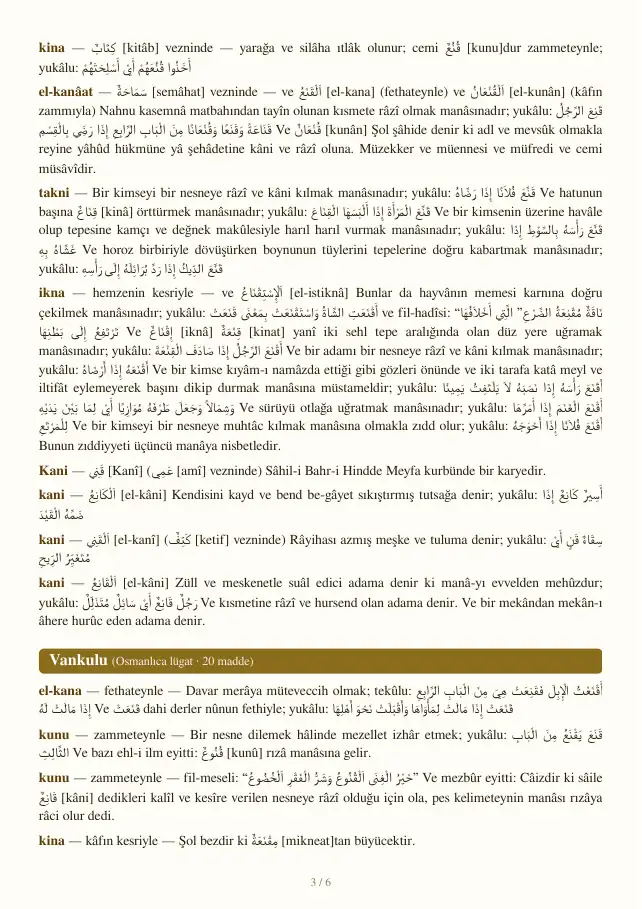 kina — كِتَابٌ [kitâb] vezninde — yarağa ve silâha ıtlâk olunur; cemi قُنُعٌ [kunu]dur zammeteynle;
yukâlu: أَخَذُوا قُنُعَهُمْ أَيْ أَسْلِحَتَهُمْ
el-kanâat — سَمَاحَةٌ [semâhat] vezninde — ve اَلْقَنَعُ [el-kana] (fethateynle) ve اَلْقُنْعَانُ [el-kunân] (kâfın
zammıyla) Nahnu kasemnâ matbahından tayîn olunan kısmete râzî olmak manâsınadır; yukâlu: قَنِعَ الرَّجُلُ
قَنَاعَةً وَقَنَعًا وَقُنْعَانًا مِنَ الْبَابِ الرَّابِعِ إِذَا رَضِيَ بِالْقِسْمِ Ve قُنْعَانٌ [kunân] Şol şâhide denir ki adl ve mevsûk olmakla
reyine yâhûd hükmüne yâ şehâdetine kâni ve râzî oluna. Müzekker ve müennesi ve müfredi ve cemi
müsâvîdir.
takni — Bir kimseyi bir nesneye râzî ve kâni kılmak manâsınadır; yukâlu: قَنَّعَ فُلَانًا إِذَا رَضَّاهُ Ve hatunun
başına قِنَاعٌ [kinâ] örttürmek manâsınadır; yukâlu: قَنَّعَ الْمَرْأَةَ إِذَا أَلْبَسَهَا الْقِنَاعَ Ve bir kimsenin üzerine havâle
olup tepesine kamçı ve değnek makûlesiyle harıl harıl vurmak manâsınadır; yukâlu: قَنَّعَ رَأْسَهُ بِالسَّوْطِ إِذَا
غَشَّاهُ بِهِ Ve horoz birbiriyle dövüşürken boynunun tüylerini tepelerine doğru kabartmak manâsınadır;
yukâlu: قَنَّعَ الدِّيكُ إِذَا رَدَّ بُرَائِلَهُ إِلَى رَأْسِهِ
ikna — hemzenin kesriyle — ve اَلْاِسْتِقْنَاعُ [el-istiknâ] Bunlar da hayvânın memesi karnına doğru
çekilmek manâsınadır; yukâlu: أَقْنَعَتِ الشَّاةُ وَاسْتَقْنَعَتْ بِمَعْنَى قَنَعَتْ ve fil-hadîsi: “نَاقَةٌ مُقْنِعَةُ الضَّرْعِ” الَّتِي أَخْلَافُهَا
تَرْتَفِعُ إِلَى بَطْنِهَا Ve إِقْنَاعٌ [iknâ] قِنَعَةٌ [kinat] yanî iki sehl tepe aralığında olan düz yere uğramak
manâsınadır; yukâlu: أَقْنَعَ الرَّجُلُ إِذَا صَادَفَ الْقِنَعَةَ Ve bir adamı bir nesneye râzî ve kâni kılmak manâsınadır;
yukâlu: أَقْنَعَهُ إِذَا أَرْضَاهُ Ve bir kimse kıyâm-ı namâzda ettiği gibi gözleri önünde ve iki tarafa katâ meyl ve
iltifât eylemeyerek başını dikip durmak manâsına müstameldir; yukâlu: أَقْنَعَ رَأْسَهُ إِذَا نَصَبَهُ لاَ يَلْتَفِتُ يَمِينًا
وَشِمَالاً وَجَعَلَ طَرْفَهُ مُوَازِيًا أَيْ لِمَا بَيْنَ يَدَيْهِ Ve sürüyü otlağa uğratmak manâsınadır; yukâlu: أَقْنَعَ الْغَنَمَ إِذَا أَمَرَّهَا
لِلْمَرْتَعِ Ve bir kimseyi bir nesneye muhtâc kılmak manâsına olmakla zıdd olur; yukâlu: أَقْنَعَ فُلَانًا إِذَا أَحْوَجَهُ
Bunun zıddiyyeti üçüncü manâya nisbetledir.
Kani — قَنِي [Kanî] (عَمِى [amî] vezninde) Sâhil-i Bahr-i Hindde Meyfa kurbünde bir karyedir.
kani — اَلْكَانِعُ [el-kâni] Kendisini kayd ve bend be-gâyet sıkıştırmış tutsağa denir; yukâlu: أَسِيرٌ كَانِعٌ إِذَا
ضَمَّهُ الْقَيْدَ
kani — اَلْقَنِي [el-kanî] (كَتِفٌ [ketif] vezninde) Râyihası azmış meşke ve tuluma denir; yukâlu: سِقَاءٌ قَنٍ أَيْ
مُتَغَيِّرُ الرِّيحِ
kani — اَلْقَانِعُ [el-kâni] Züll ve meskenetle suâl edici adama denir ki manâ-yı evvelden mehûzdur;
yukâlu: رَجُلٌ قَانِعٌ أَيْ سَائِلٌ مُتَذَلِّلٌ Ve kısmetine râzî ve hursend olan adama denir. Ve bir mekândan mekân-ı
âhere hurûc eden adama denir.
Vankulu (Osmanlıca lügat · 20 madde)
el-kana — fethateynle — Davar merâya müteveccih olmak; tekûlu: أَقْنَعْتُ الْإِبِلَ فَقَنِعَتْ هِيَ مِنَ الْبَابِ الرَّابِعِ
إِذَا مَالَتْ لَهُ Ve قَنَعَتْ dahi derler nûnun fethiyle; yukâlu: قَنَعَتْ إِذَا مَالَتْ لِمَأْوَاهَا وَأَقْبَلَتْ نَحْوَ أَهْلِهَا
kunu — zammeteynle — Bir nesne dilemek hâlinde mezellet izhâr etmek; yukâlu: قَنَعَ يَقْنَعُ مِنَ الْبَابِ
الثَّالِثِ Ve bazı ehl-i ilm eyitti: قُنُوعٌ [kunû] rızâ manâsına gelir.
kunu — zammeteynle — fil-meseli: “خَيْرُ الْغِنَى اَلْقُنُوعُ وَشَرُّ الْفَقْرِ اَلْخُضُوعُ” Ve mezbûr eyitti: Câizdir ki sâile
قَانِعٌ [kâni] dedikleri kalîl ve kesîre verilen nesneye râzî olduğu için ola, pes kelimeteynin manâsı rızâya
râci olur dedi.
kina — kâfın kesriyle — Şol bezdir ki مِقْنَعَةٌ [mikneat]tan büyücektir.
3 / 6